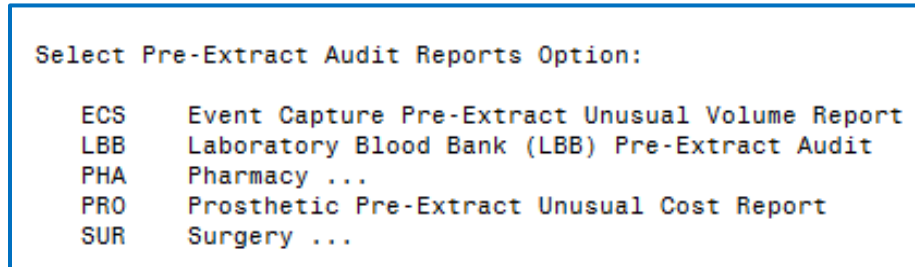 Select Pre-Extract Audit Reports Option:
ECS Event Capture Pre-Extract Unusual Volume Report
LBB Laboratory Blood Bank (LBB) Pre-Extract Audit
PHA Pharmacy ...
PRO Prosthetic Pre-Extract Unusual Cost Report
SUR Surgery ...